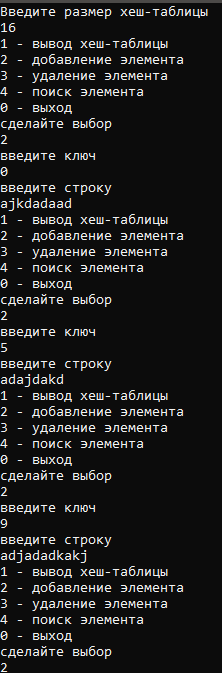 Введите размер хеш-таблицы
16
1 - вывод хеш-таблицы
2 - добавление элемента
3 - удаление элемента
4 - поиск элемента
0 - выход
сделайте выбор
2
введите ключ
0
введите строку
ajkdadaad
1 - вывод хеш-таблицы
2 - добавление элемента
3 - удаление элемента
4 - поиск элемента
0 - выход
сделайте выбор
2
введите ключ
5
введите строку
adajdakd
1 - вывод хеш-таблицы
2 - добавление элемента
3 - удаление элемента
4 - поиск элемента
0 - выход
сделайте выбор
2
введите ключ
9
введите строку
adjadadkakj
1 - вывод хеш-таблицы
2 - добавление элемента
3 - удаление элемента
4 - поиск элемента
0 - выход
сделайте выбор
2